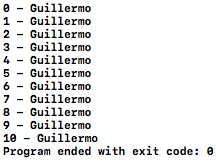 0 - Guillermo
1 - Guillermo
2 - Guillermo
3 - Guillermo
4 - Guillermo
5 - Guillermo
6 - Guillermo
7 - Guillermo
8 - Guillermo
9 - Guillermo
10 - Guillermo
Program ended with exit code: 0